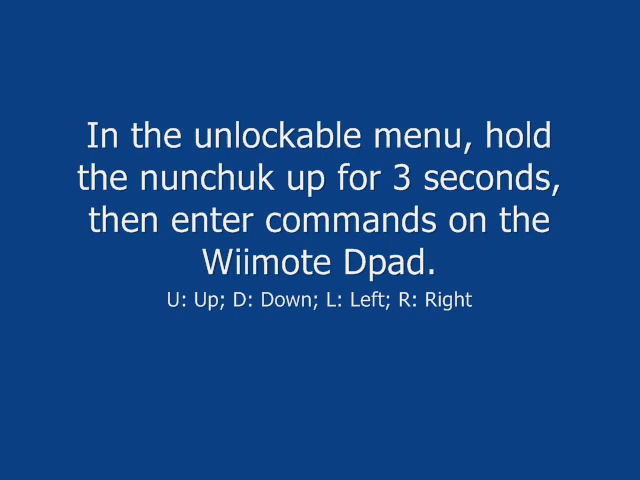 In the unlockable menu, hold
the nunchuk up for 3 seconds,
then enter commands on the
Wiimote Dpad.
U: Up; D: Down; L: Left; R: Right